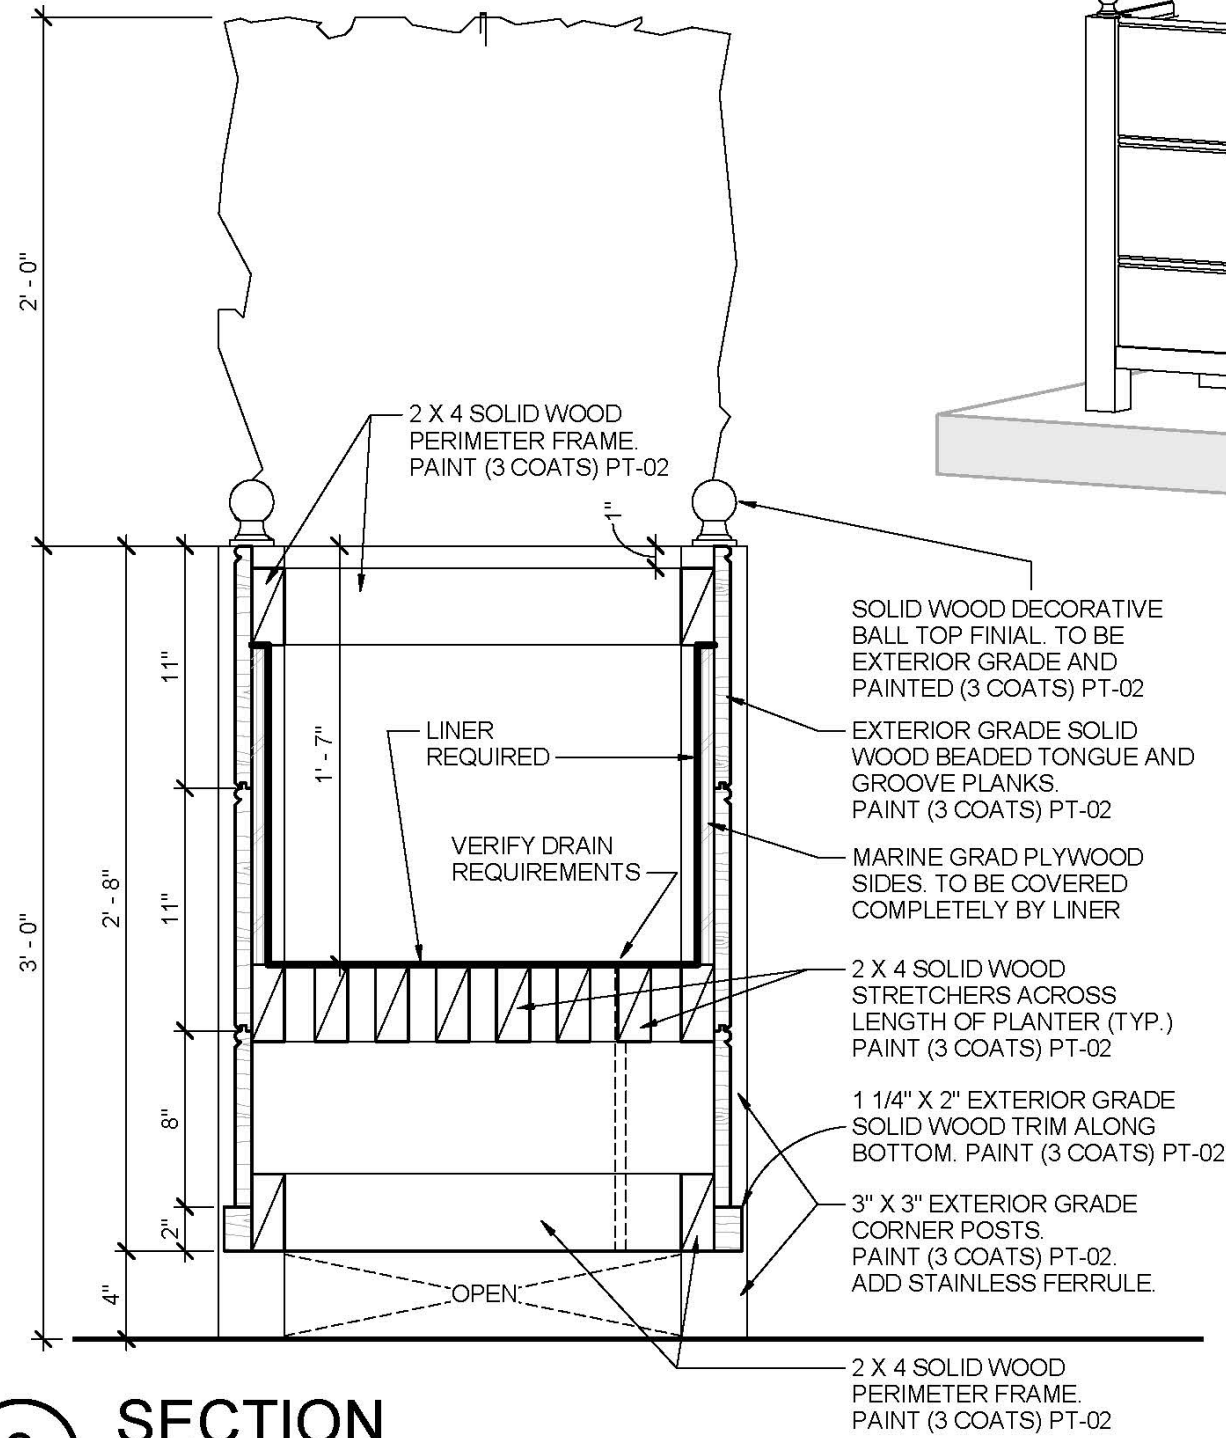 2' - 0"
2 X 4 SOLID WOOD
PERIMETER FRAME.
PAINT (3 COATS) PT-02
1"
SOLID WOOD DECORATIVE
BALL TOP FINIAL. TO BE
EXTERIOR GRADE AND
PAINTED (3 COATS) PT-02
11"
1' - 7"
LINER
REQUIRED
EXTERIOR GRADE SOLID
WOOD BEADED TONGUE AND
GROOVE PLANKS.
PAINT (3 COATS) PT-02
VERIFY DRAIN
REQUIREMENTS
MARINE GRAD PLYWOOD
SIDES. TO BE COVERED
COMPLETELY BY LINER
3' - 0"
2' - 8"
11"
2 X 4 SOLID WOOD
STRETCHERS ACROSS
LENGTH OF PLANTER (TYP.)
PAINT (3 COATS) PT-02
8"
1 1/4" X 2" EXTERIOR GRADE
SOLID WOOD TRIM ALONG
BOTTOM. PAINT (3 COATS) PT-02
2"
3" X 3" EXTERIOR GRADE
CORNER POSTS.
PAINT (3 COATS) PT-02.
ADD STAINLESS FERRULE.
4"
OPEN
2 X 4 SOLID WOOD
PERIMETER FRAME.
PAINT (3 COATS) PT-02
SECTION